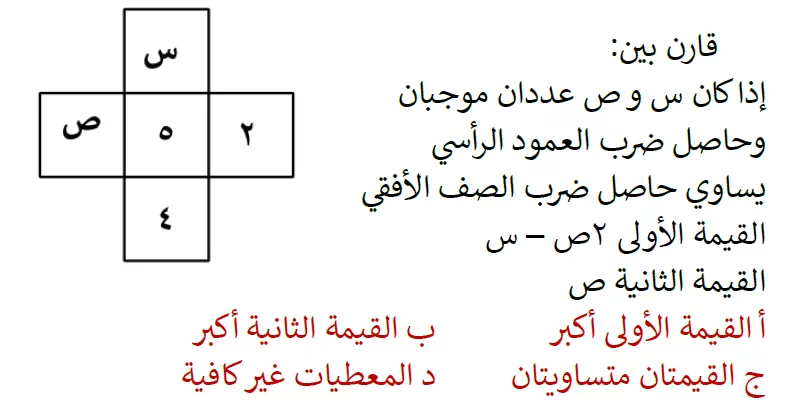 قارن بين:
إذا كان س و ص عددان موجبان
وحاصل ضرب العمود الرأسي
يساوي حاصل ضرب الصف الأفقي
القيمة الأولى ٢ص – س
القيمة الثانية ص
أ القيمة الأولى أكبر ب القيمة الثانية أكبر
ج القيمتان متساويتان د المعطيات غير كافية
س
٢ ٥ ص
٤